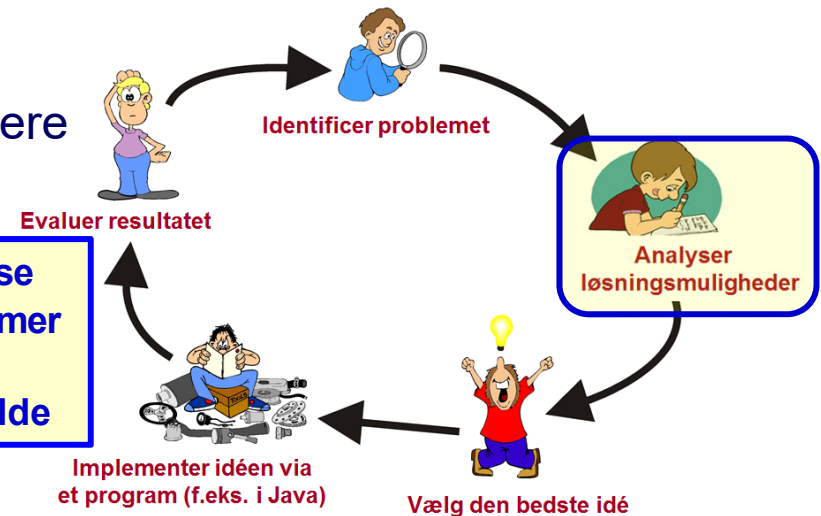 ere
Identificer problemet
Evaluer resultatet
Analyser
løsningsmuligheder
se
mer
lde
Implementer idéen via
et program (f.eks. i Java)
Vælg den bedste idé